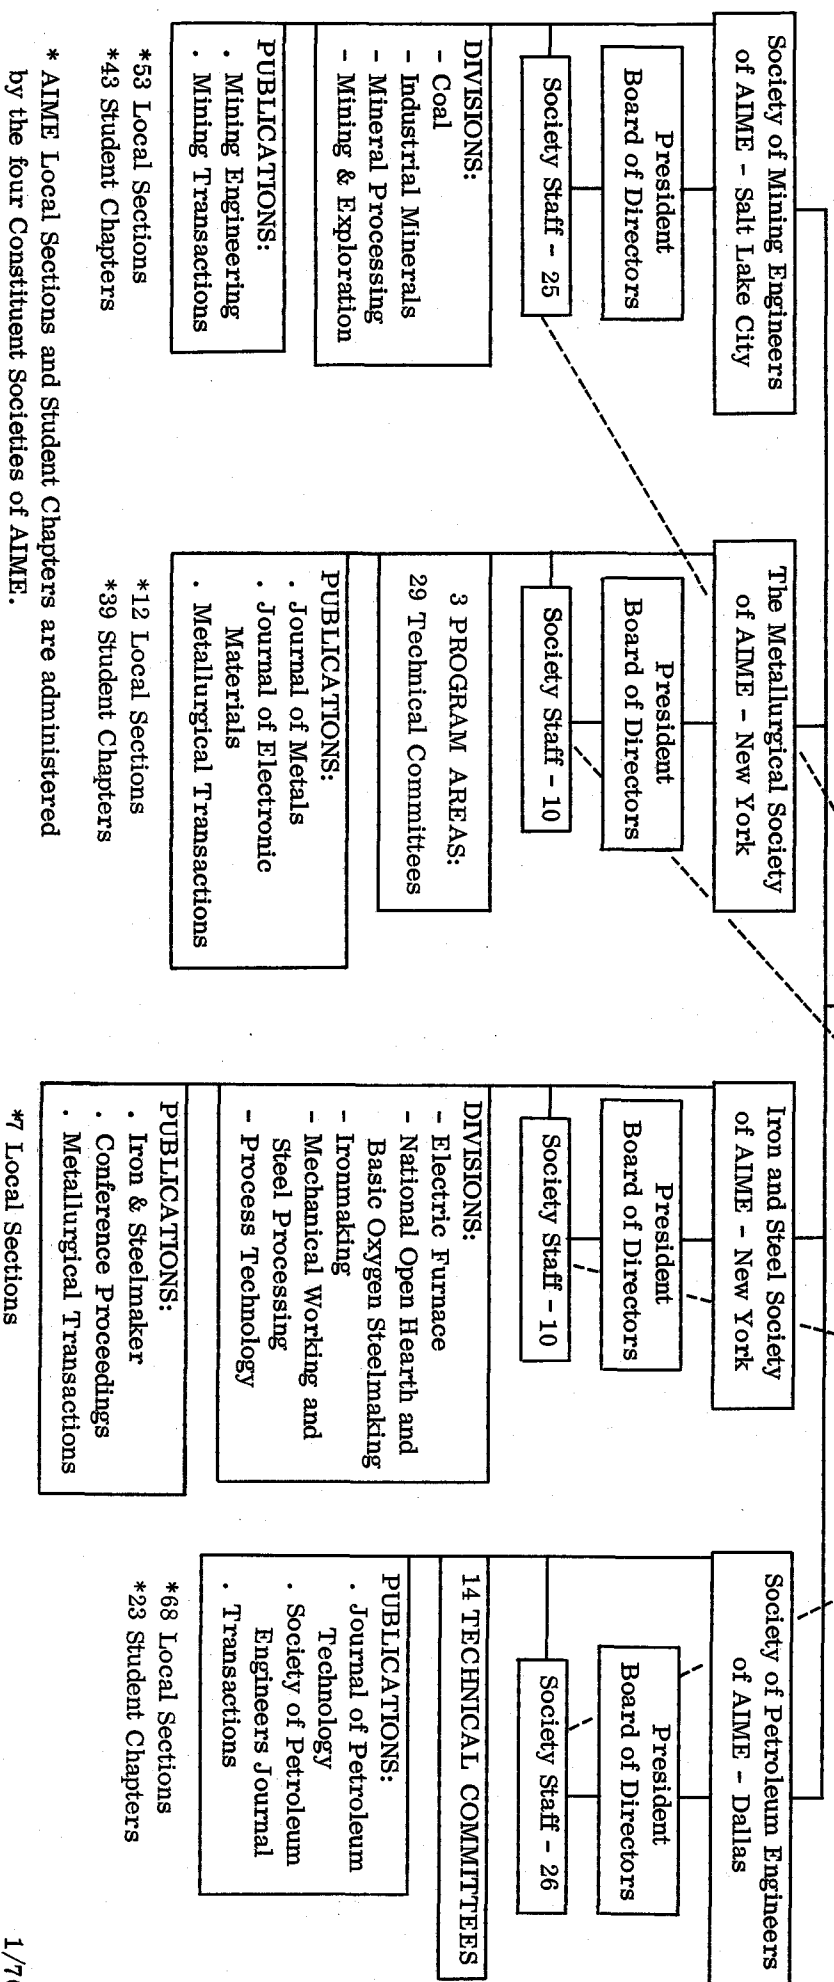 Society of Mining Engineers
of AIME - Salt Lake City
President
Board of Directors
Society Staff - 25
DIVISIONS:
- Coal
- Industrial Minerals
- Mineral Processing
- Mining & Exploration
PUBLICATIONS:
. Mining Engineering
. Mining Transactions
*53 Local Sections
*43 Student Chapters
The Metallurgical Society
of AIME - New York
President
Board of Directors
Society Staff - 10
3 PROGRAM AREAS:
29 Technical Committees
PUBLICATIONS:
. Journal of Metals
. Journal of Electronic
Materials
. Metallurgical Transactions
*12 Local Sections
*39 Student Chapters
Iron and Steel Society
of AIME - New York
President
Board of Directors
Society Staff - 10
DIVISIONS:
- Electric Furnace
- National Open Hearth and
Basic Oxygen Steelmaking
- Ironmaking
- Mechanical Working and
Steel Processing
- Process Technology
PUBLICATIONS:
. Iron & Steelmaker
. Conference Proceedings
. Metallurgical Transactions
*7 Local Sections
Society of Petroleum Engineers
of AIME - Dallas
President
Board of Directors
Society Staff - 26
14 TECHNICAL COMMITTEES
PUBLICATIONS:
. Journal of Petroleum
Technology
. Society of Petroleum
Engineers Journal
. Transactions
*68 Local Sections
*23 Student Chapters
* AIME Local Sections and Student Chapters are administered
by the four Constituent Societies of AIME.